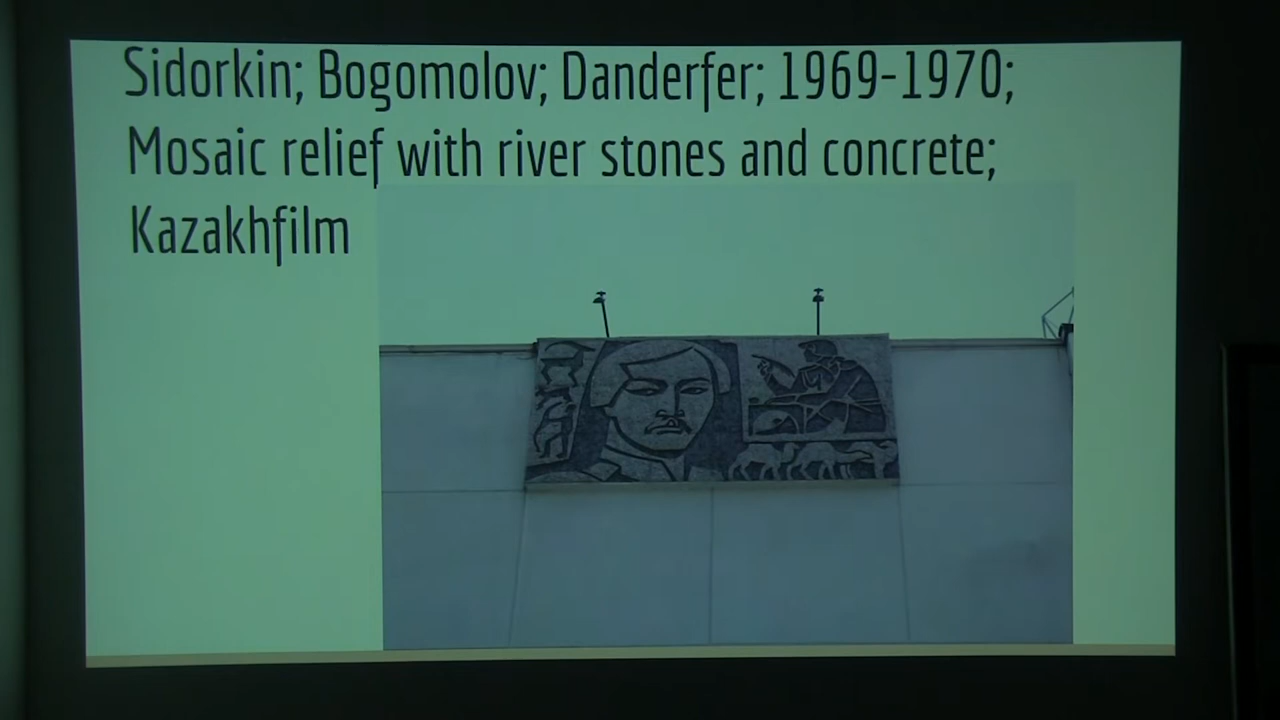 Sidorkin; Bogomolov; Danderfer; 1969-1970;
Mosaic relief with river stones and concrete;
Kazakhfilm